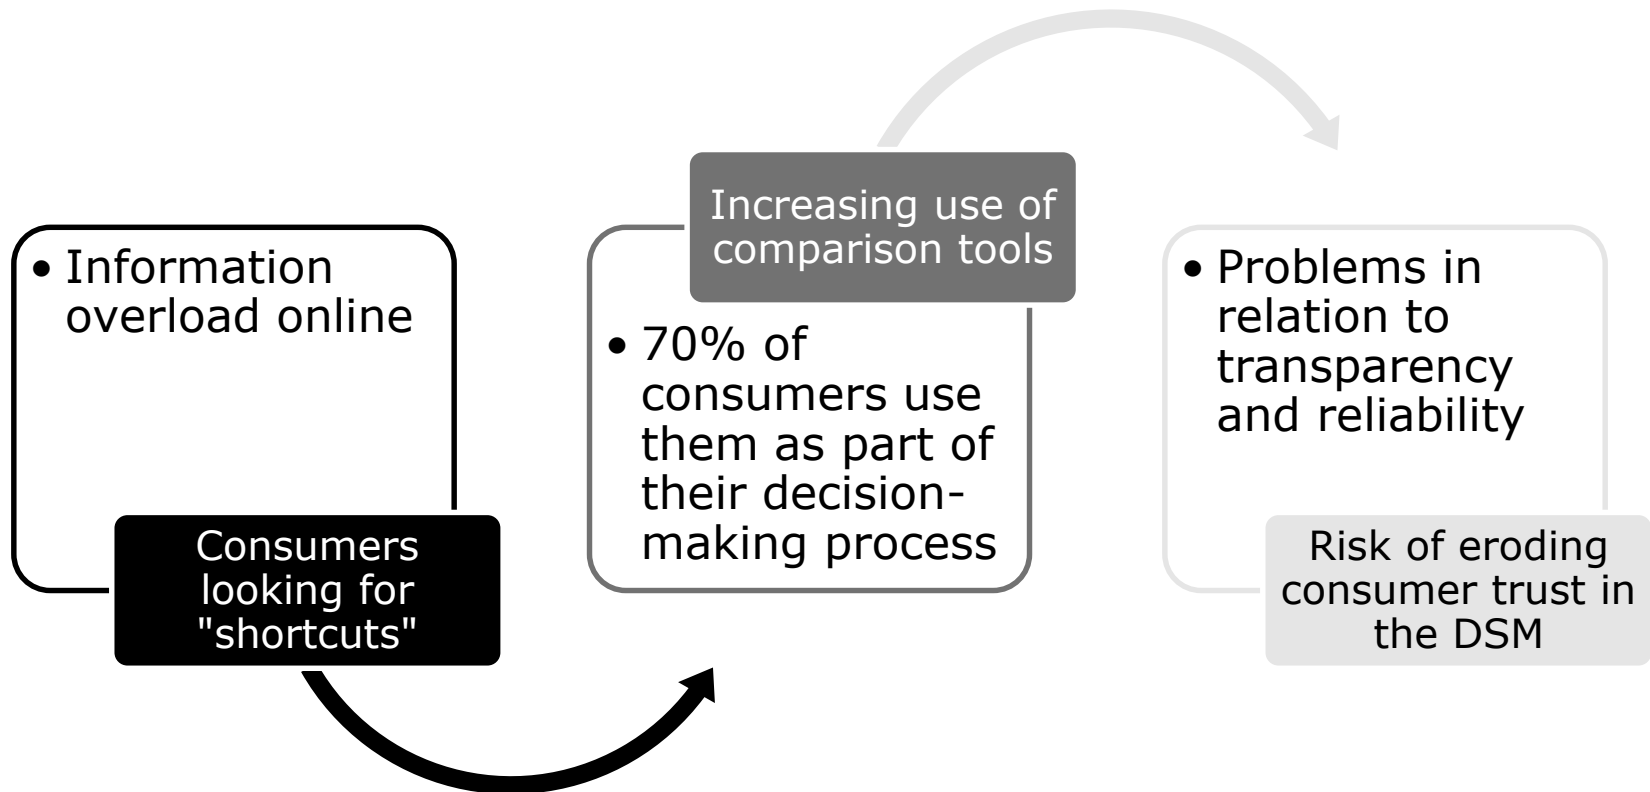 • Information
overload online
Consumers
looking for
"shortcuts"
Increasing use of
comparison tools
• 70% of
consumers use
them as part of
their decision-
making process
• Problems in
relation to
transparency
and reliability
Risk of eroding
consumer trust in
the DSM